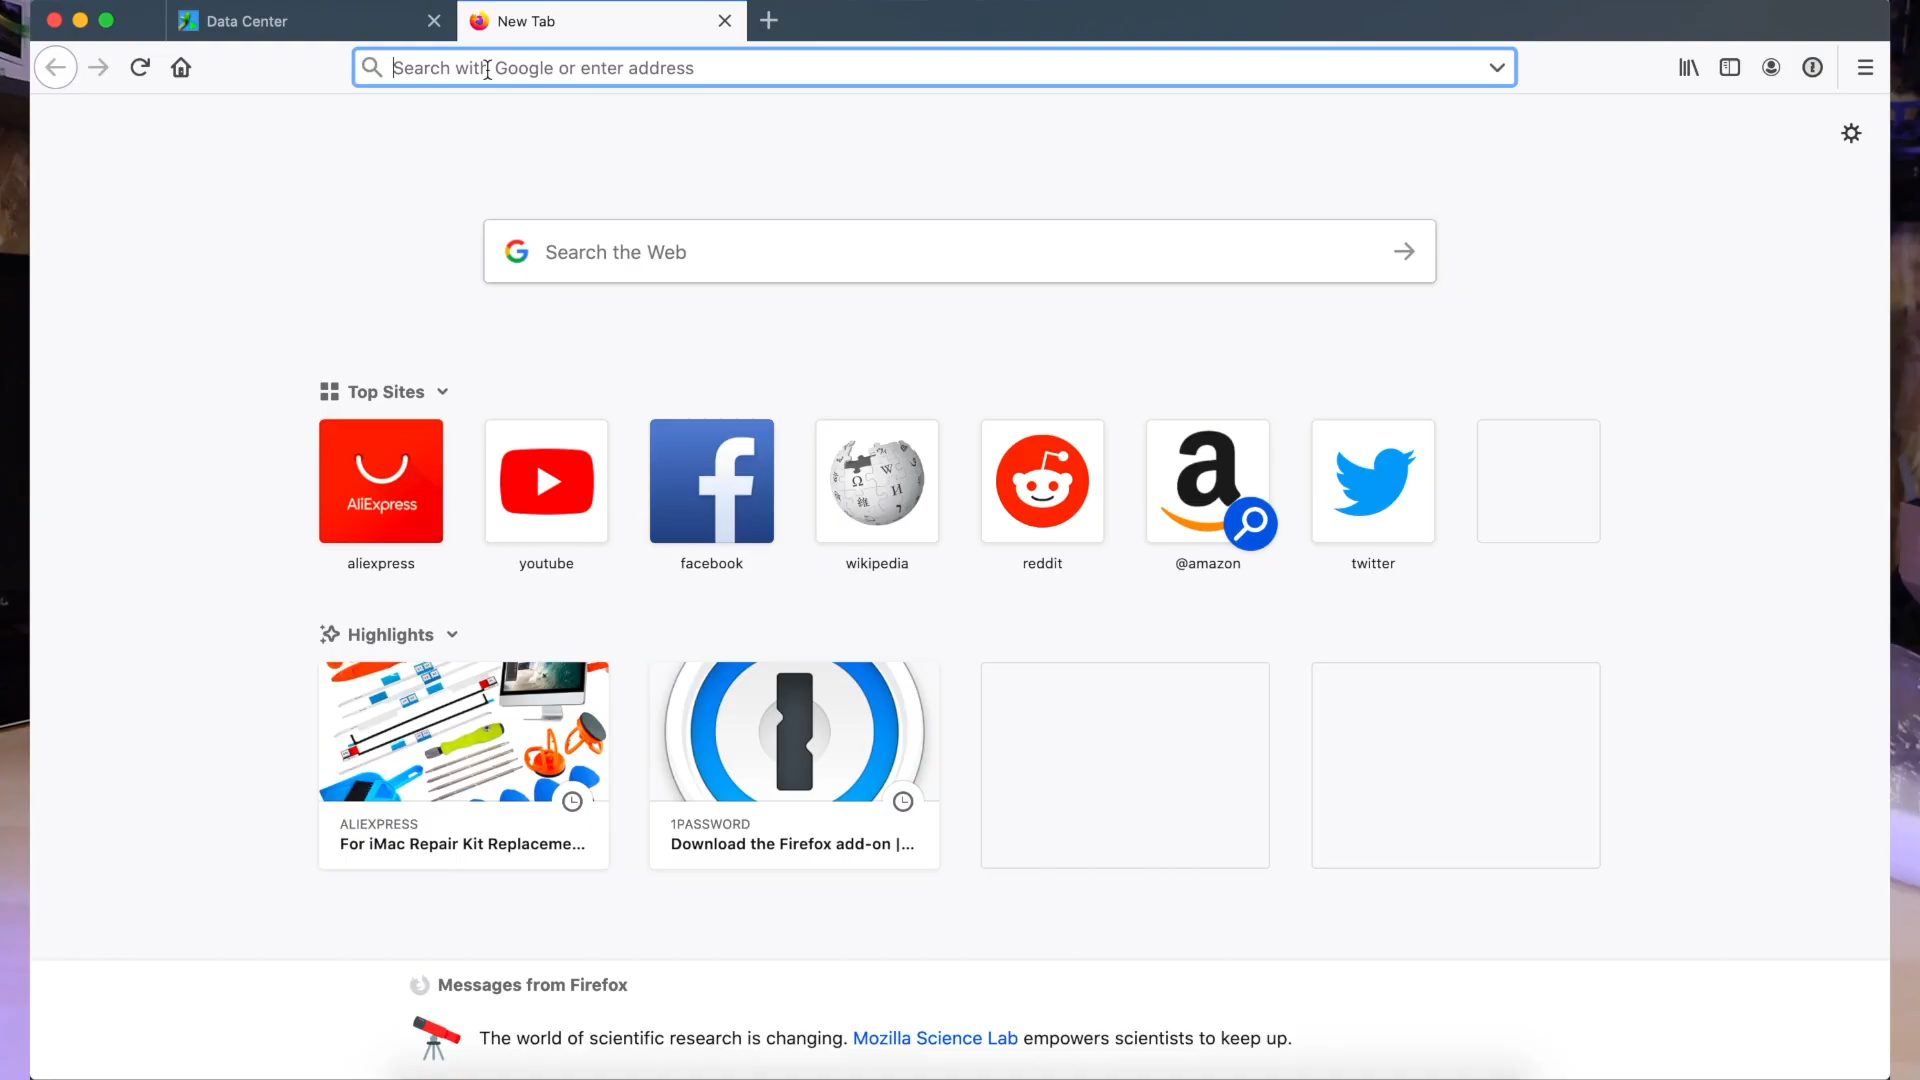 Data Center
New Tab
Search with Google or enter address
Search the Web
Top Sites
AliExpress
aliexpress
youtube
facebook
wikipedia
reddit
@amazon
twitter
Highlights
ALIEXPRESS
For iMac Repair Kit Replaceme...
1PASSWORD
Download the Firefox add-on |...
Messages from Firefox
The world of scientific research is changing. Mozilla Science Lab empowers scientists to keep up.